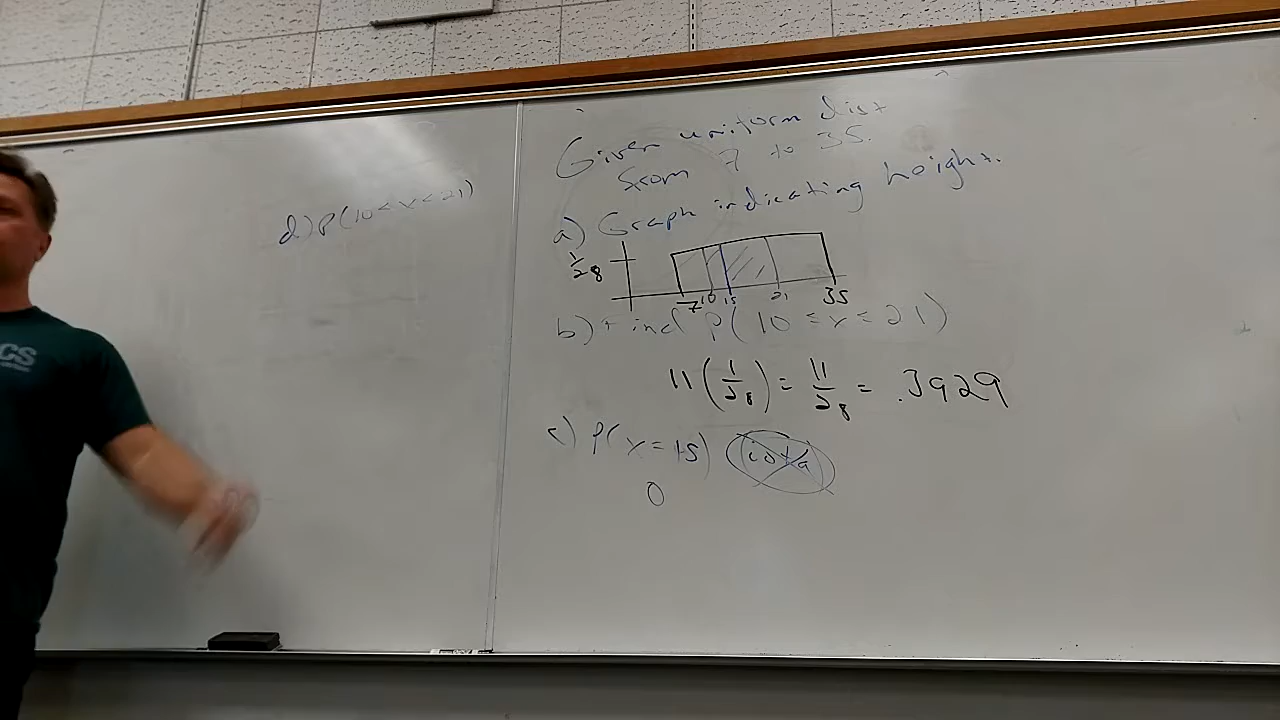 d) P(10 < x < 21)
Given uniform dist
from 7 to 35.
a) Graph indicating height.
1/28
7 10 15 21 35
b) Find P(10 ≤ x ≤ 21)
11(1/28) = 11/28 = .3929
c) P(x = 15)
0
CS